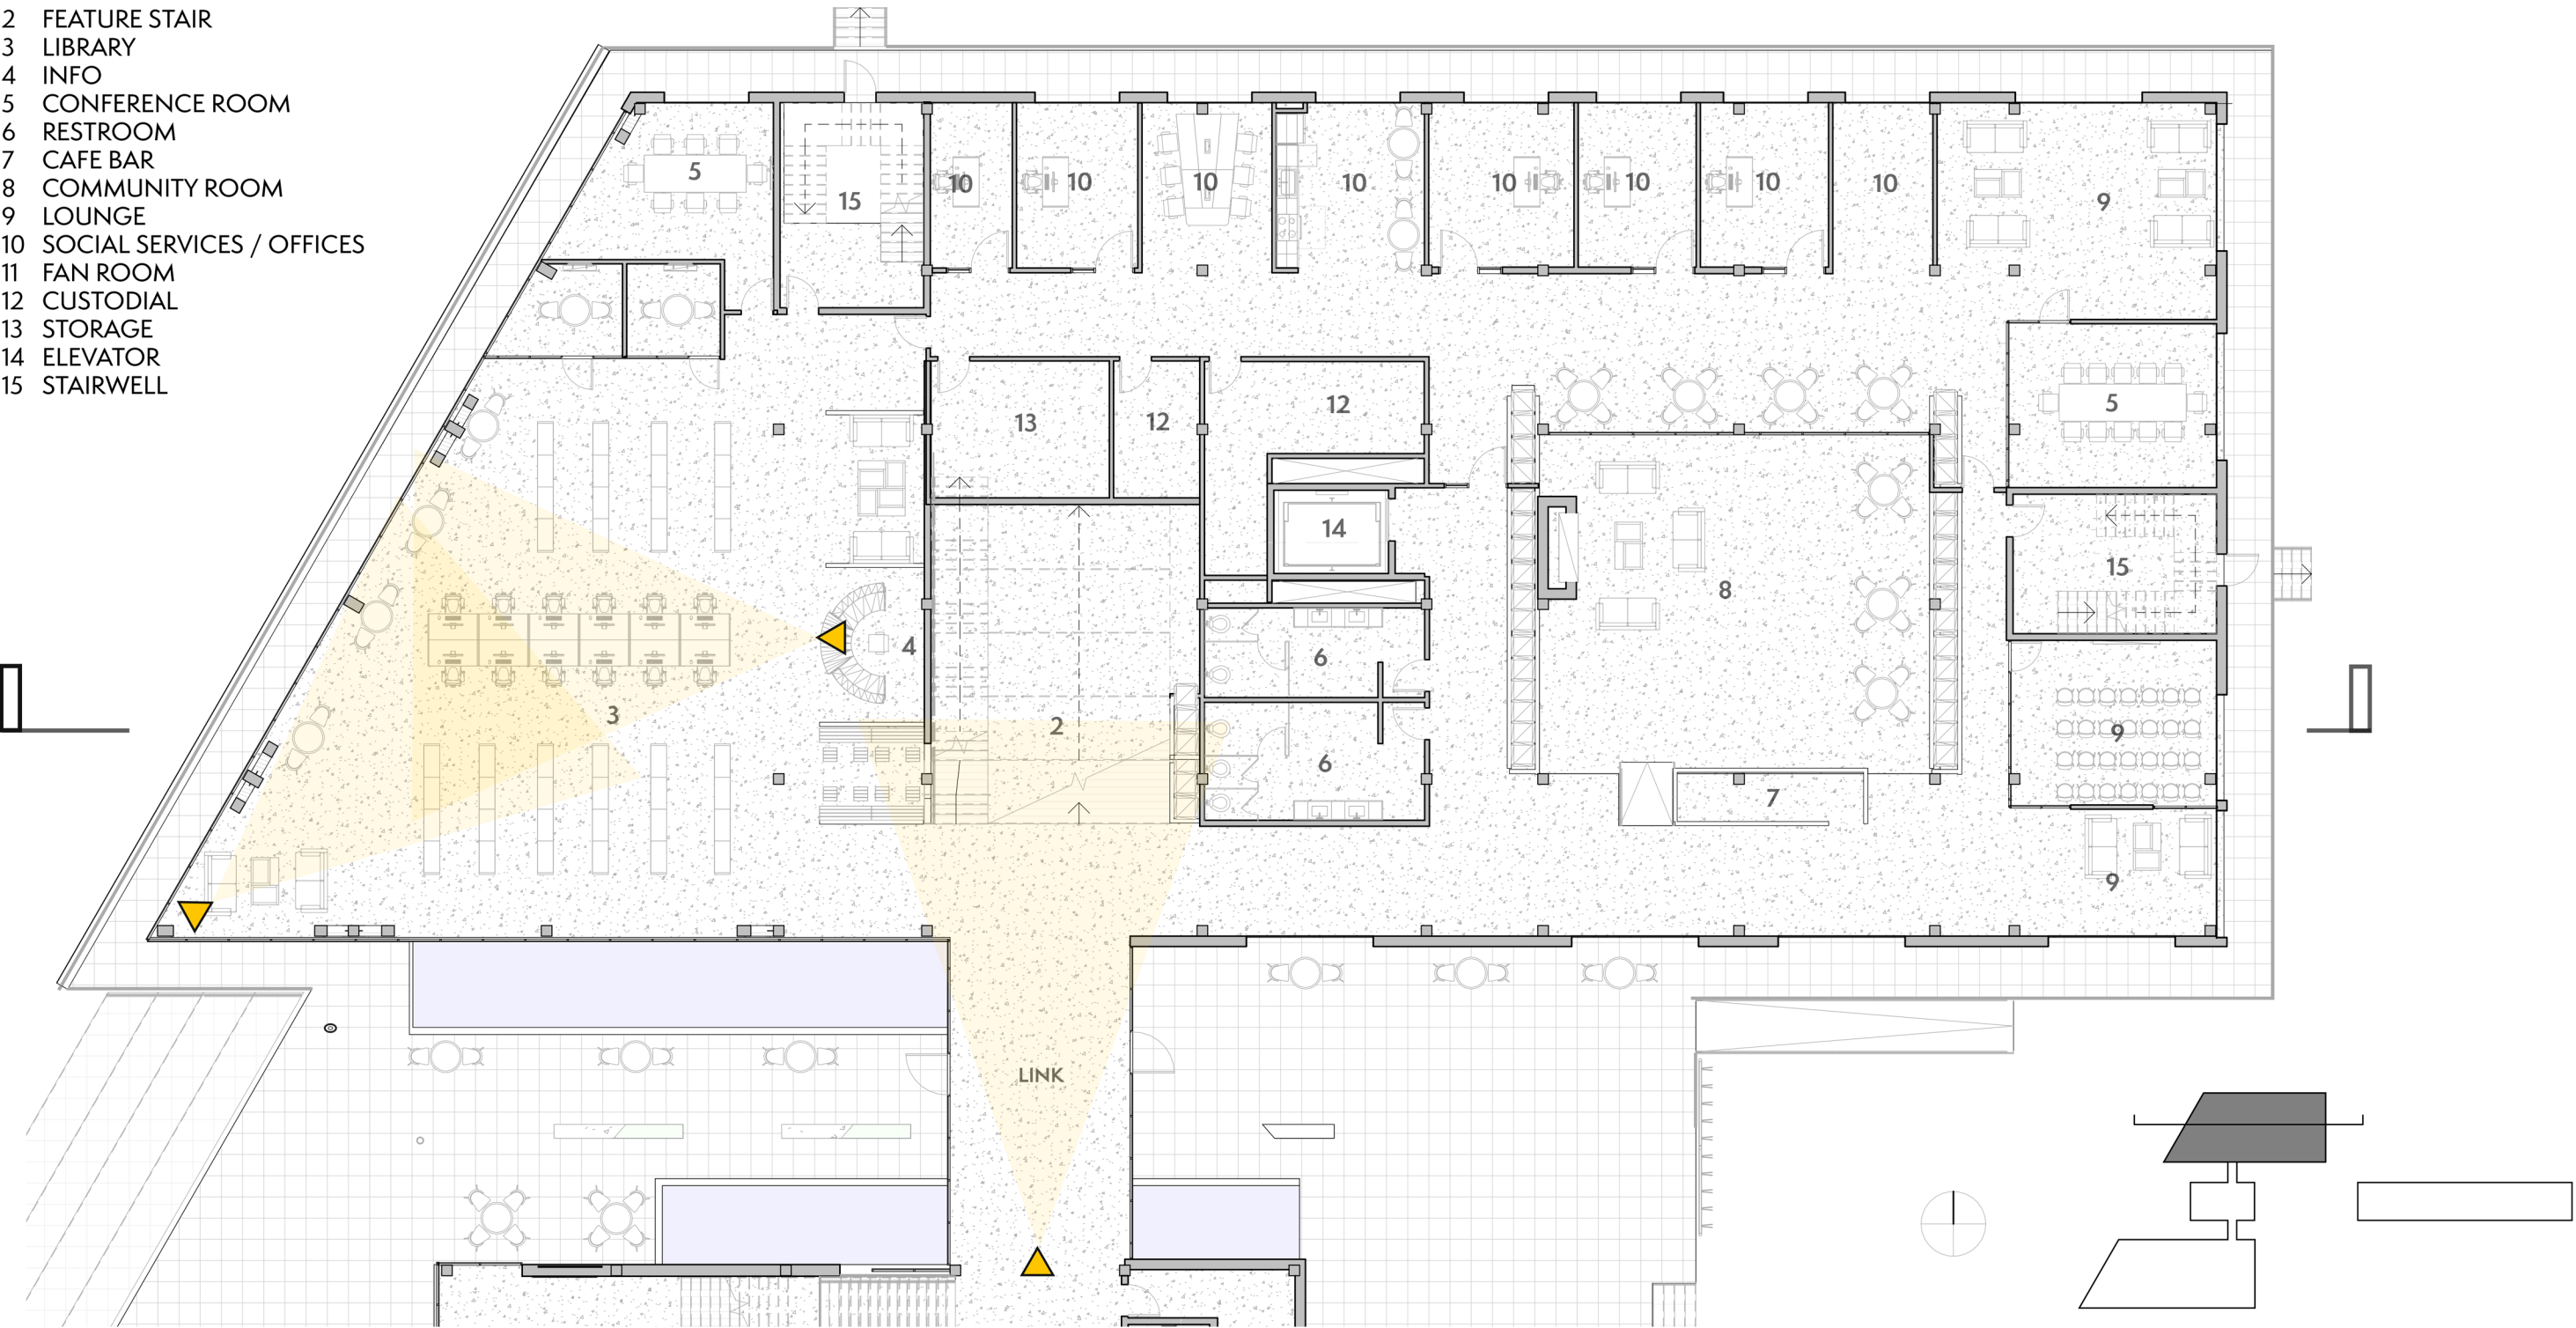 2 FEATURE STAIR
3 LIBRARY
4 INFO
5 CONFERENCE ROOM
6 RESTROOM
7 CAFE BAR
8 COMMUNITY ROOM
9 LOUNGE
10 SOCIAL SERVICES / OFFICES
11 FAN ROOM
12 CUSTODIAL
13 STORAGE
14 ELEVATOR
15 STAIRWELL
5
15
10
10
10
10
10
10
10
10
9
13
12
12
5
14
15
8
4
6
3
2
9
6
7
9
LINK